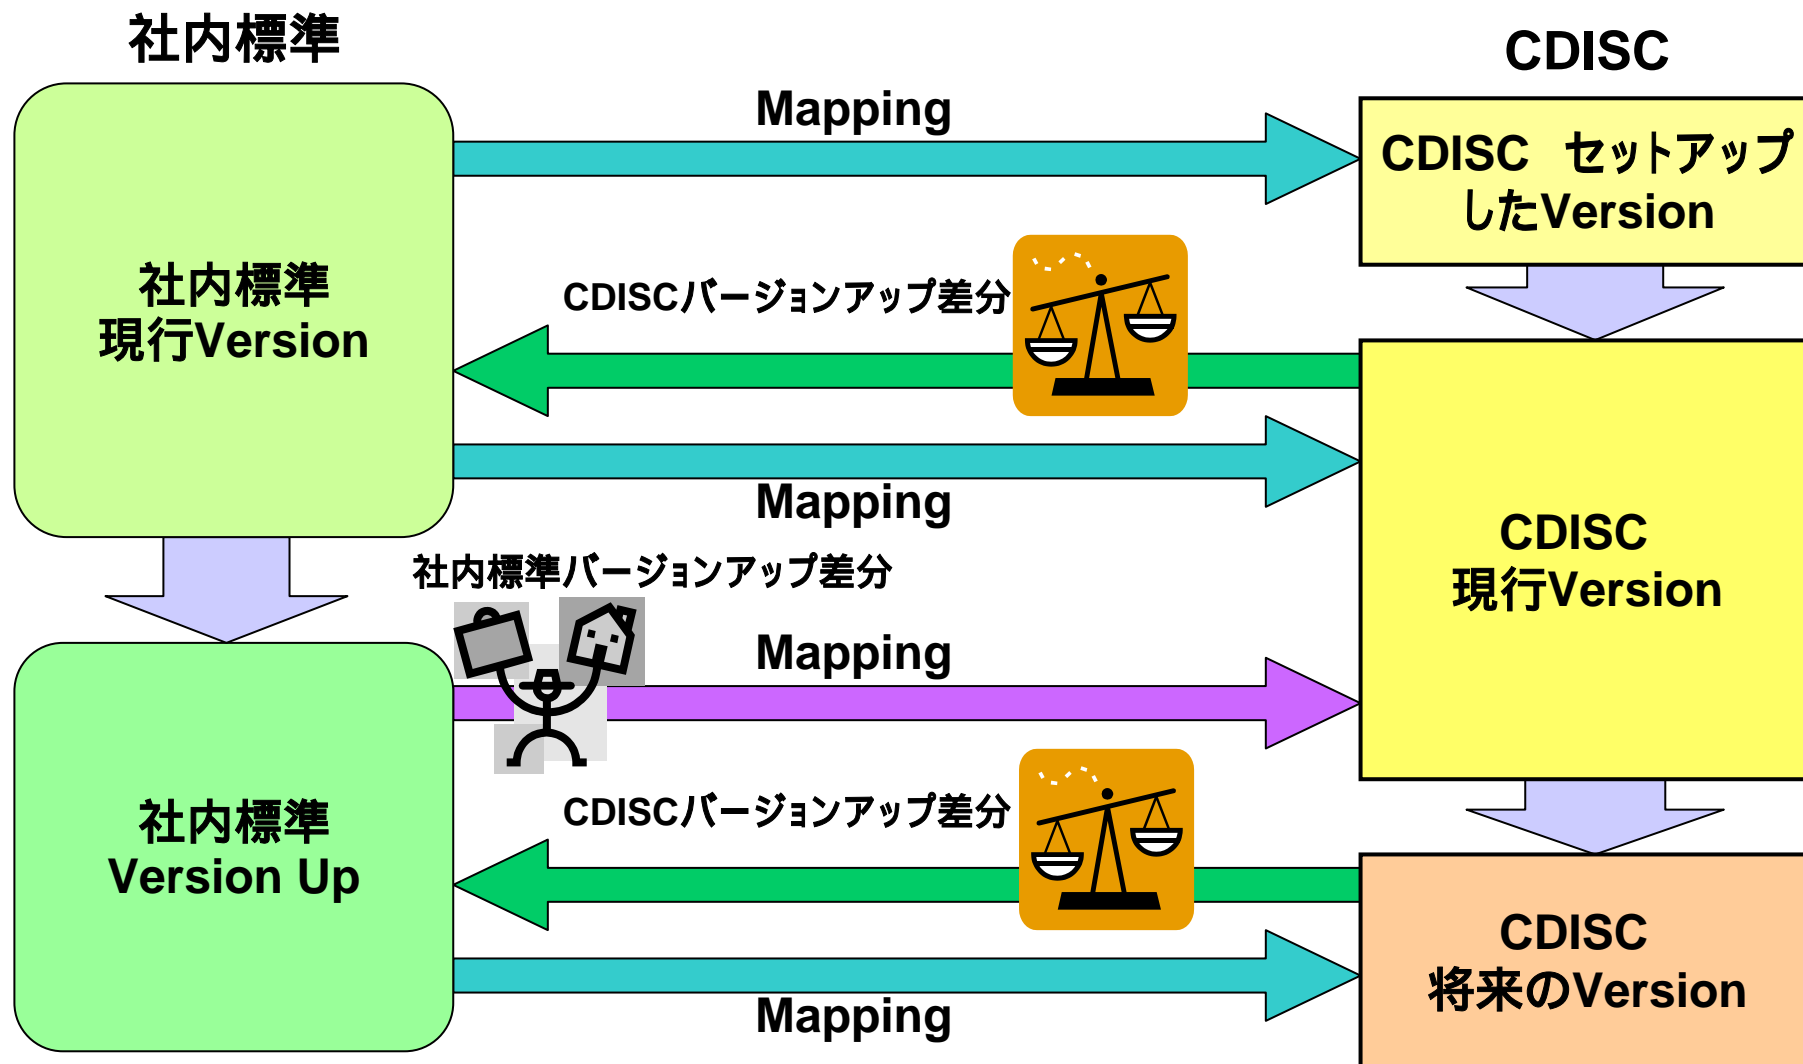 社内標準
CDISC
Mapping
CDISC セットアップ
したVersion
社内標準
現行Version
CDISCバージョンアップ差分
Mapping
CDISC
現行Version
社内標準バージョンアップ差分
Mapping
社内標準
Version Up
CDISCバージョンアップ差分
CDISC
将来のVersion
Mapping